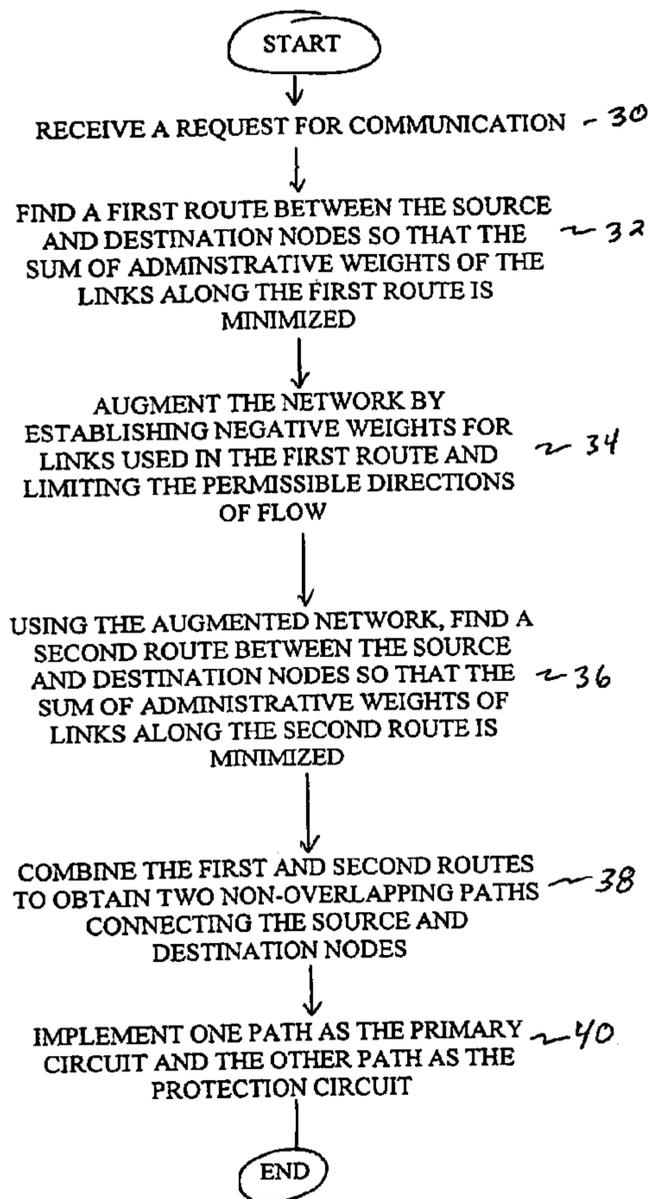 START
RECEIVE A REQUEST FOR COMMUNICATION ~ 30
FIND A FIRST ROUTE BETWEEN THE SOURCE
AND DESTINATION NODES SO THAT THE ~ 32
SUM OF ADMINSTRATIVE WEIGHTS OF THE
LINKS ALONG THE FIRST ROUTE IS
MINIMIZED
AUGMENT THE NETWORK BY
ESTABLISHING NEGATIVE WEIGHTS FOR
LINKS USED IN THE FIRST ROUTE AND ~ 34
LIMITING THE PERMISSIBLE DIRECTIONS
OF FLOW
USING THE AUGMENTED NETWORK, FIND A
SECOND ROUTE BETWEEN THE SOURCE
AND DESTINATION NODES SO THAT THE ~ 36
SUM OF ADMINISTRATIVE WEIGHTS OF
LINKS ALONG THE SECOND ROUTE IS
MINIMIZED
COMBINE THE FIRST AND SECOND ROUTES
TO OBTAIN TWO NON-OVERLAPPING PATHS ~ 38
CONNECTING THE SOURCE AND
DESTINATION NODES
IMPLEMENT ONE PATH AS THE PRIMARY ~ 40
CIRCUIT AND THE OTHER PATH AS THE
PROTECTION CIRCUIT
END